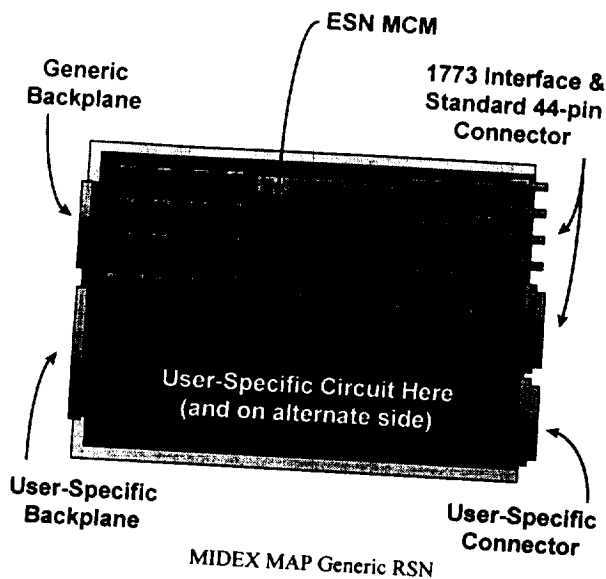 ESN MCM
Generic
Backplane
1773 Interface &
Standard 44-pin
Connector
User-Specific Circuit Here
(and on alternate side)
User-Specific
Backplane
User-Specific
Connector
MIDEX MAP Generic RSN